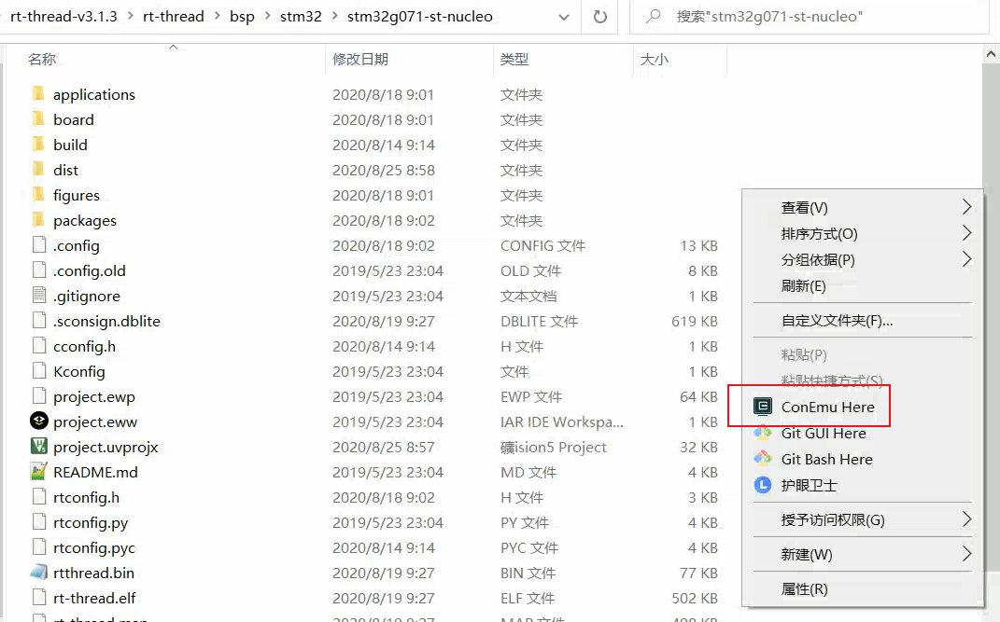 rt-thread-v3.1.3 › rt-thread › bsp › stm32 › stm32g071-st-nucleo 搜索"stm32g071-st-nucleo"
名称 修改日期 类型 大小
applications 2020/8/18 9:01 文件夹
board 2020/8/18 9:01 文件夹
build 2020/8/14 9:14 文件夹
dist 2020/8/25 8:58 文件夹
figures 2020/8/18 9:01 文件夹
packages 2020/8/18 9:02 文件夹
.config 2020/8/18 9:02 CONFIG 文件 13 KB
.config.old 2019/5/23 23:04 OLD 文件 8 KB
.gitignore 2019/5/23 23:04 文本文档 1 KB
.sconsign.dblite 2020/8/19 9:27 DBLITE 文件 619 KB
cconfig.h 2020/8/14 9:14 H 文件 1 KB
Kconfig 2019/5/23 23:04 文件 1 KB
project.ewp 2019/5/23 23:04 EWP 文件 64 KB
project.eww 2019/5/23 23:04 IAR IDE Workspa... 1 KB
project.uvprojx 2020/8/25 8:57 礦ision5 Project 32 KB
README.md 2019/5/23 23:04 MD 文件 4 KB
rtconfig.h 2020/8/18 9:02 H 文件 3 KB
rtconfig.py 2019/5/23 23:04 PY 文件 4 KB
rtconfig.pyc 2020/8/14 9:14 PYC 文件 4 KB
rtthread.bin 2020/8/19 9:27 BIN 文件 77 KB
rt-thread.elf 2020/8/19 9:27 ELF 文件 502 KB
rt-thread.map 2020/8/19 9:27 MAP 文件 408 KB
查看(V)
排序方式(O)
分组依据(P)
刷新(E)
自定义文件夹(F)...
粘贴(P)
粘贴快捷方式(S)
ConEmu Here
Git GUI Here
Git Bash Here
护眼卫士
授予访问权限(G)
新建(W)
属性(R)